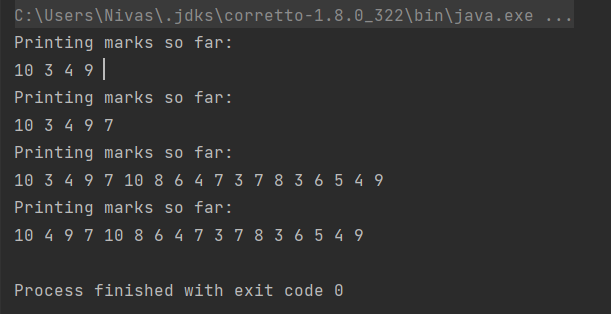 C:\Users\Nivas\.jdks\corretto-1.8.0_322\bin\java.exe ...
Printing marks so far:
10 3 4 9
Printing marks so far:
10 3 4 9 7
Printing marks so far:
10 3 4 9 7 10 8 6 4 7 3 7 8 3 6 5 4 9
Printing marks so far:
10 4 9 7 10 8 6 4 7 3 7 8 3 6 5 4 9
Process finished with exit code 0